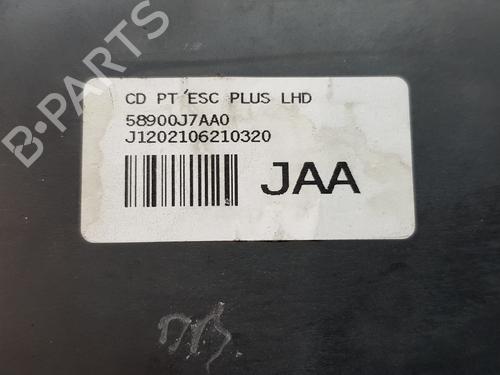 B-PARTS
CD PT ESC PLUS LHD
58900J7AA0
J1202106210320
JAA